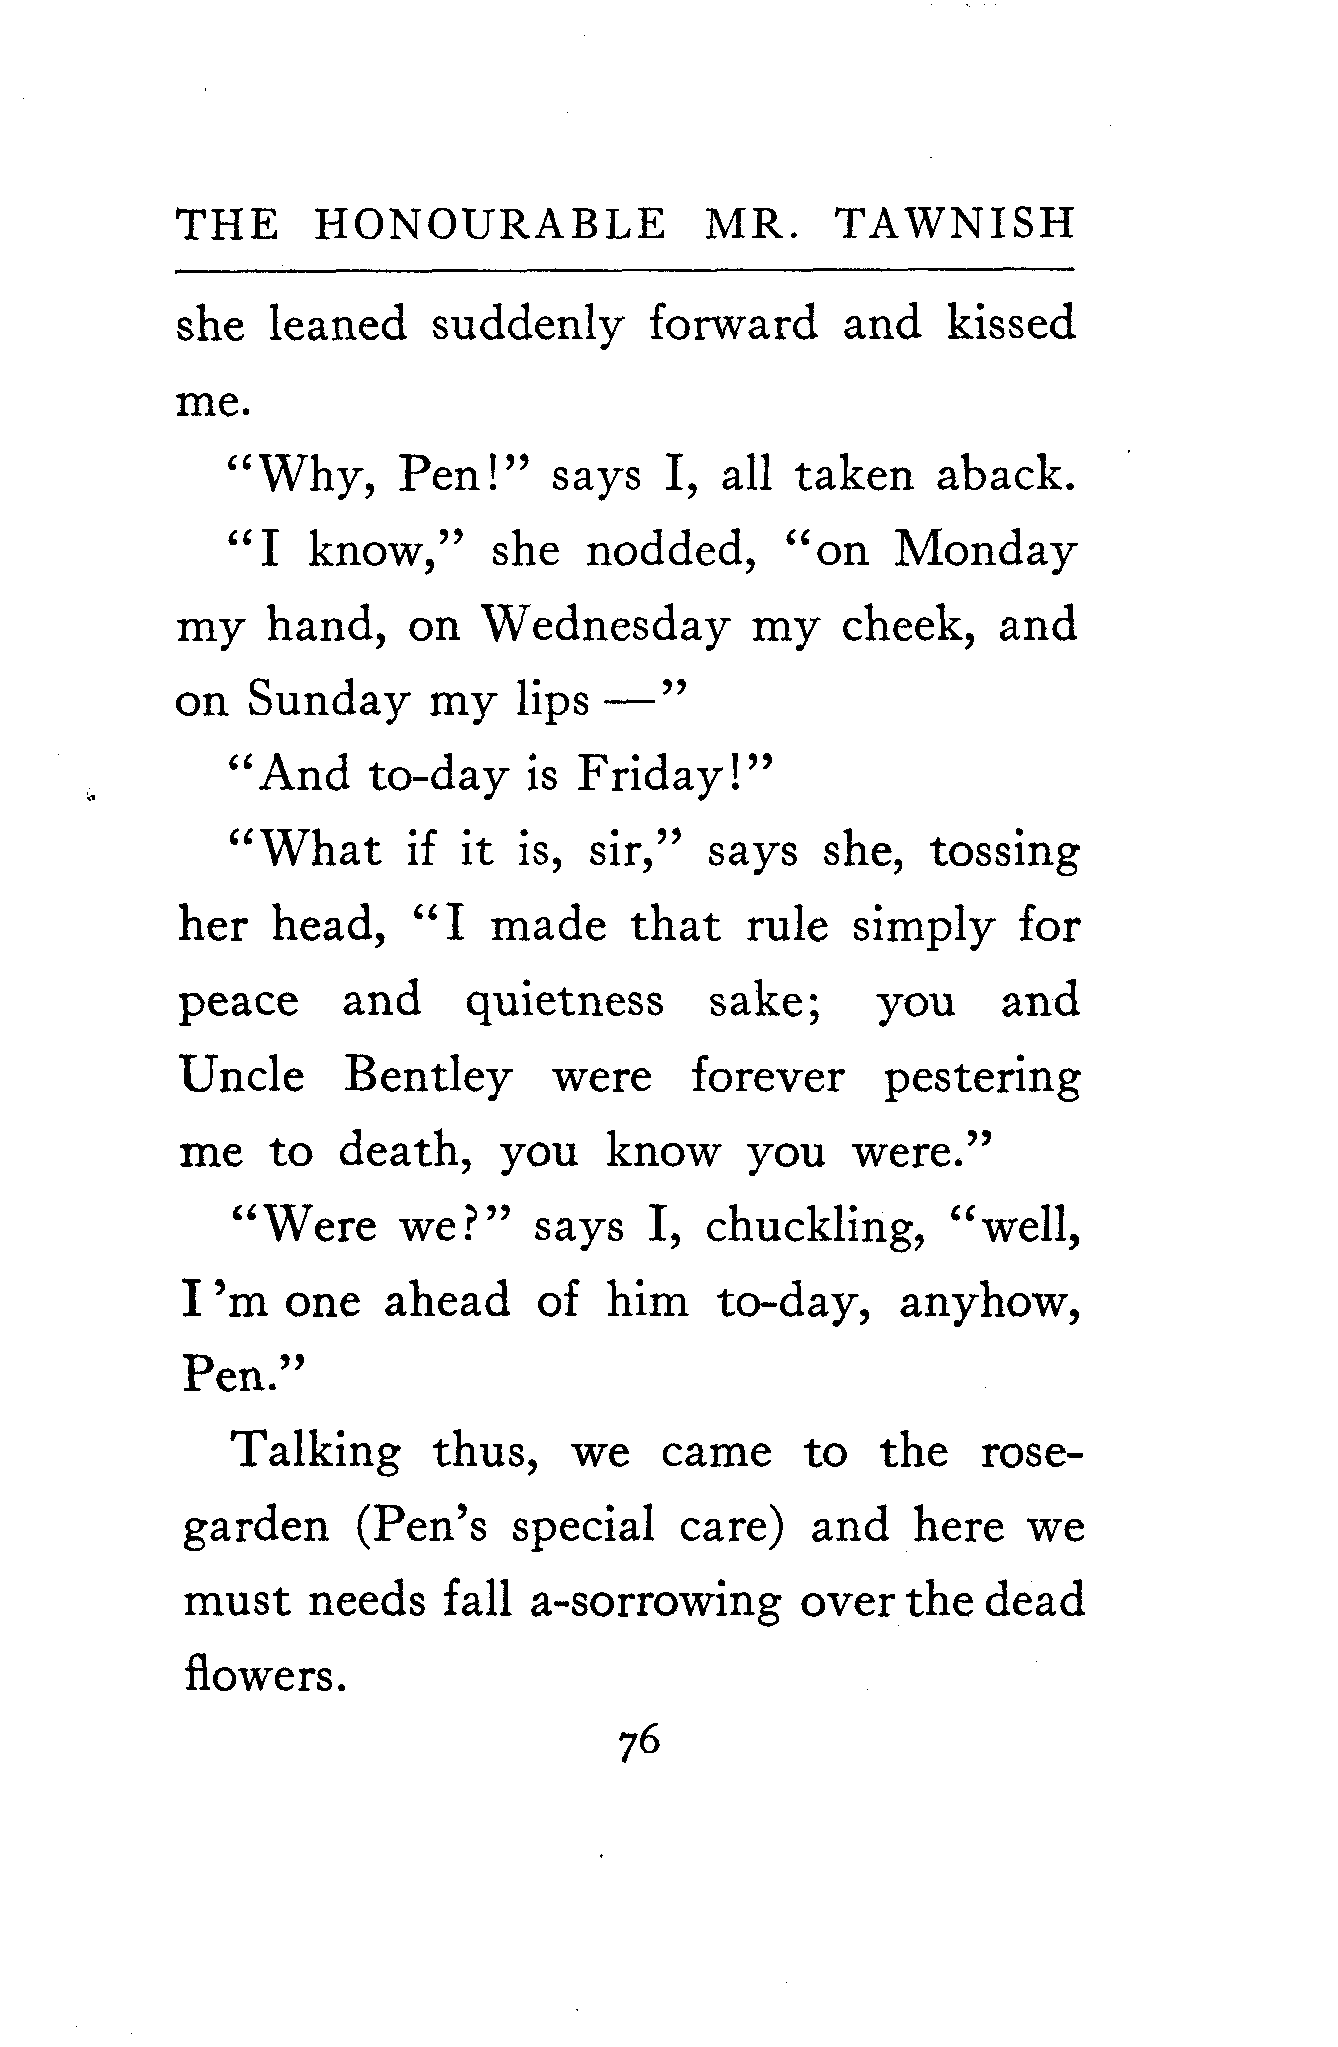 THE HONOURABLE MR. TAWNISH
she leaned suddenly forward and kissed
me.
“Why, Pen!” says I, all taken aback.
“I know,” she nodded, “on Monday
my hand, on Wednesday my cheek, and
on Sunday my lips —”
“And to-day is Friday!”
“What if it is, sir,” says she, tossing
her head, “I made that rule simply for
peace and quietness sake; you and
Uncle Bentley were forever pestering
me to death, you know you were.”
“Were we?” says I, chuckling, “well,
I 'm one ahead of him to-day, anyhow,
Pen.”
Talking thus, we came to the rose-
garden (Pen's special care) and here we
must needs fall a-sorrowing over the dead
flowers.
76